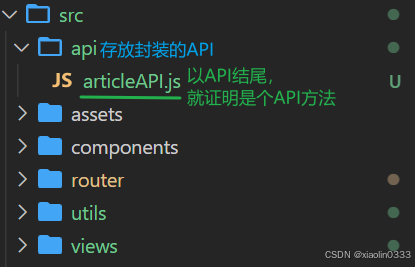 src
api 存放封装的API
JS articleAPI.js 以API结尾，
就证明是个API方法
U
assets
components
router
utils
views
CSDN @xiaolin0333